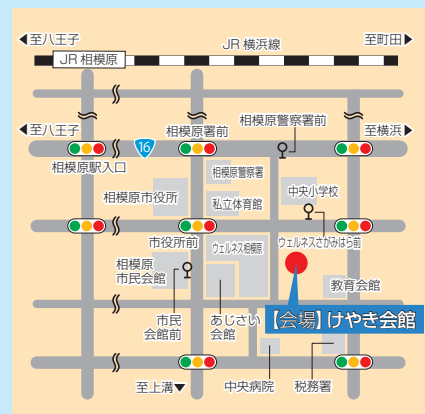 ◀至八王子
JR 横浜線
至町田▶
JR 相模原
◀至八王子
16
相模原署前
相模原警察署前
至横浜▶
相模原駅入口
相模原警察署
中央小学校
相模原市役所
私立体育館
市役所前
ウェルネス相模原
ウェルネスさがみはら前
相模原
市民会館
教育会館
【会場】けやき会館
市民
会館前
あじさい
会館
至上溝▼
中央病院
税務署